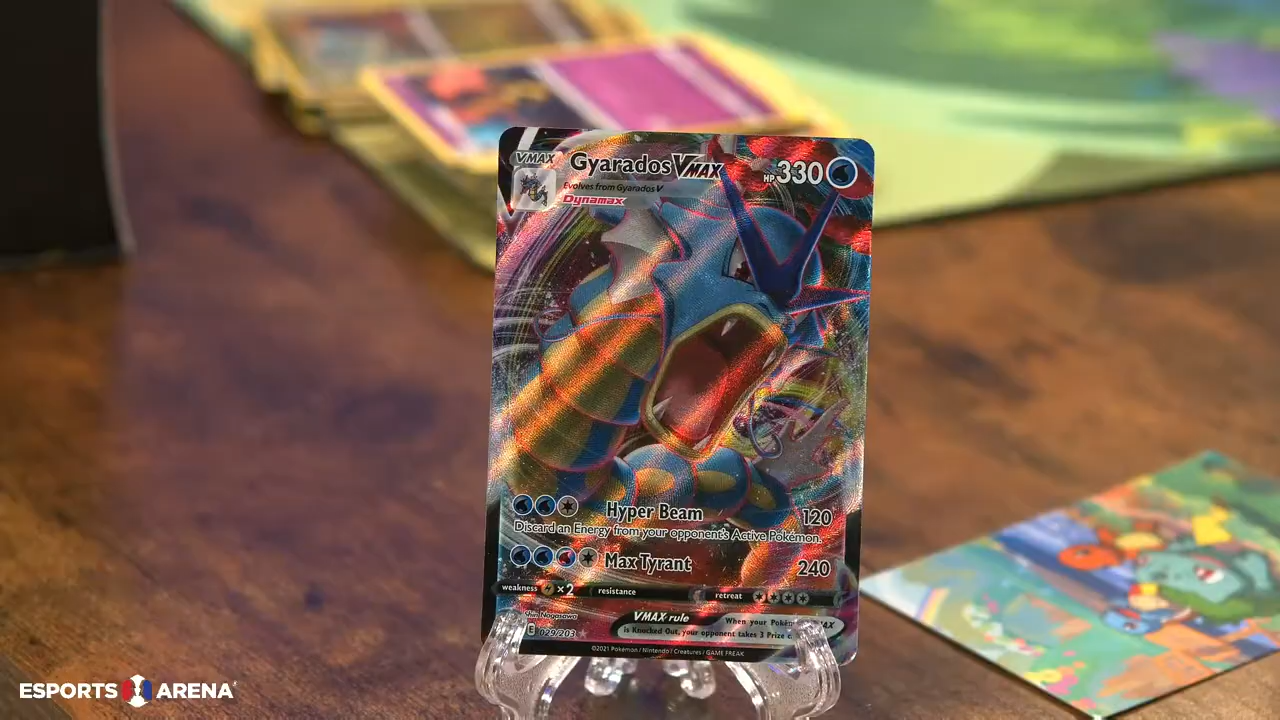 VMAX
Gyarados VMAX
HP 330
Evolves from Gyarados V
Dynamax
Hyper Beam 120
Discard an Energy from your opponent's Active Pokémon.
Max Tyrant 240
weakness ×2 resistance retreat
Shin Nagasawa
VMAX rule When your Pokémon VMAX
is Knocked Out, your opponent takes 3 Prize
E 029/203
©2021 Pokémon / Nintendo / Creatures / GAME FREAK
ESPORTS ARENA